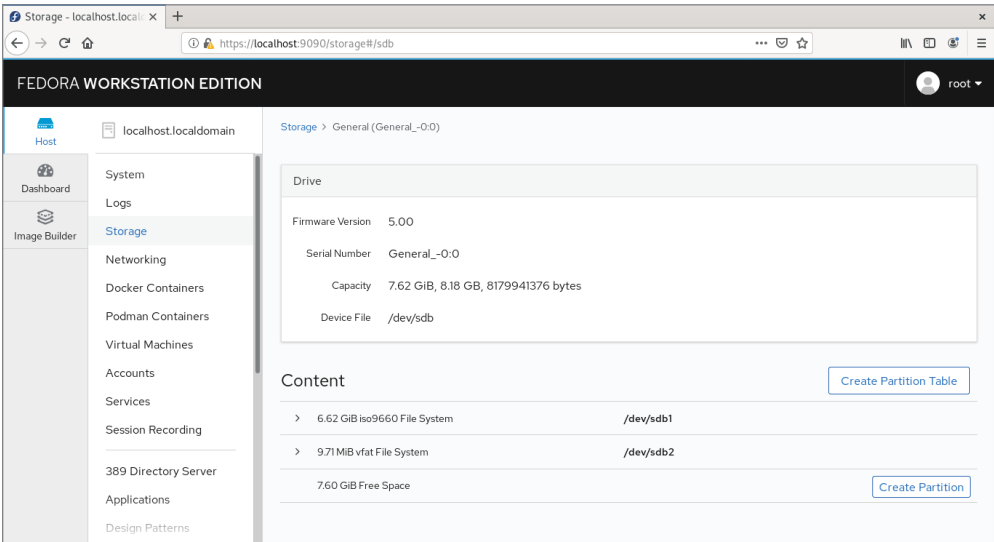 Storage - localhost.locald
https://localhost:9090/storage#/sdb
FEDORA WORKSTATION EDITION
root
Host
Dashboard
Image Builder
localhost.localdomain
System
Logs
Storage
Networking
Docker Containers
Podman Containers
Virtual Machines
Accounts
Services
Session Recording
389 Directory Server
Applications
Design Patterns
Storage > General (General_-0:0)
Drive
Firmware Version 5.00
Serial Number General_-0:0
Capacity 7.62 GiB, 8.18 GB, 8179941376 bytes
Device File /dev/sdb
Content Create Partition Table
> 6.62 GiB iso9660 File System /dev/sdb1
> 9.71 MiB vfat File System /dev/sdb2
7.60 GiB Free Space Create Partition